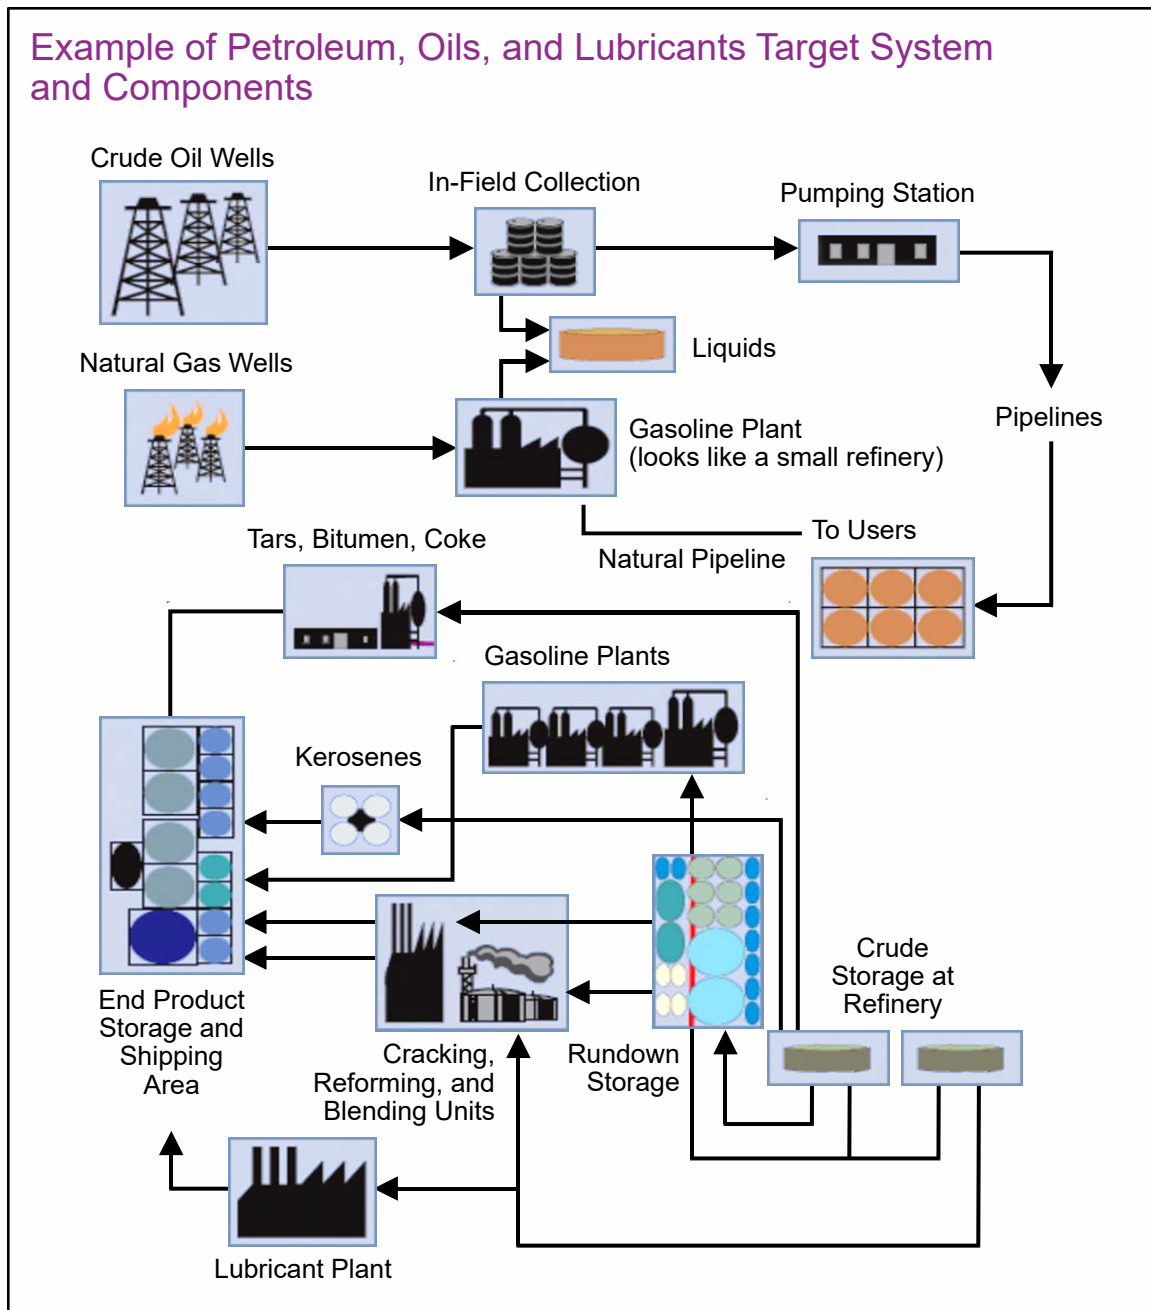 Example of Petroleum, Oils, and Lubricants Target System
and Components
Crude Oil Wells
In-Field Collection
Pumping Station
Liquids
Natural Gas Wells
Pipelines
Gasoline Plant
(looks like a small refinery)
To Users
Natural Pipeline
Tars, Bitumen, Coke
Gasoline Plants
Kerosenes
Crude
Storage at
Refinery
End Product
Storage and
Shipping
Area
Cracking,
Reforming, and
Blending Units
Rundown
Storage
Lubricant Plant